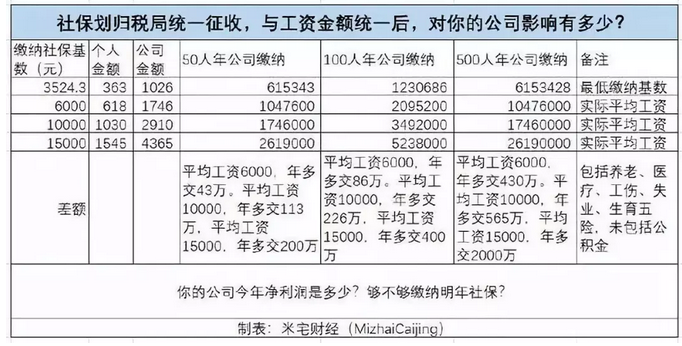 社保划归税局统一征收，与工资金额统一后，对你的公司影响有多少？
缴纳社保基 个人 公司 50人年公司缴纳 100人年公司缴纳 500人年公司缴纳 备注
数（元） 金额 金额
3524.3 363 1026 615343 1230686 6153428 最低缴纳基数
6000 618 1746 1047600 2095200 10476000 实际平均工资
10000 1030 2910 1746000 3492000 17460000 实际平均工资
15000 1545 4365 2619000 5238000 26190000 实际平均工资
差额
平均工资6000，年
多交43万。平均工资
10000，年多交113
万，平均工资
15000，年多交200万
平均工资6000，年
多交86万。平均工
资10000，年多交
226万，平均工资
15000，年多交400
万
平均工资6000，
年多交430万。平
均工资10000，年
多交565万，平均
工资15000，年多
交2000万
包括养老、医
疗、工伤、失
业、生育五
险，未包括公
积金
你的公司今年净利润是多少？够不够缴纳明年社保？
制表：米宅财经（MizhaiCaijing）